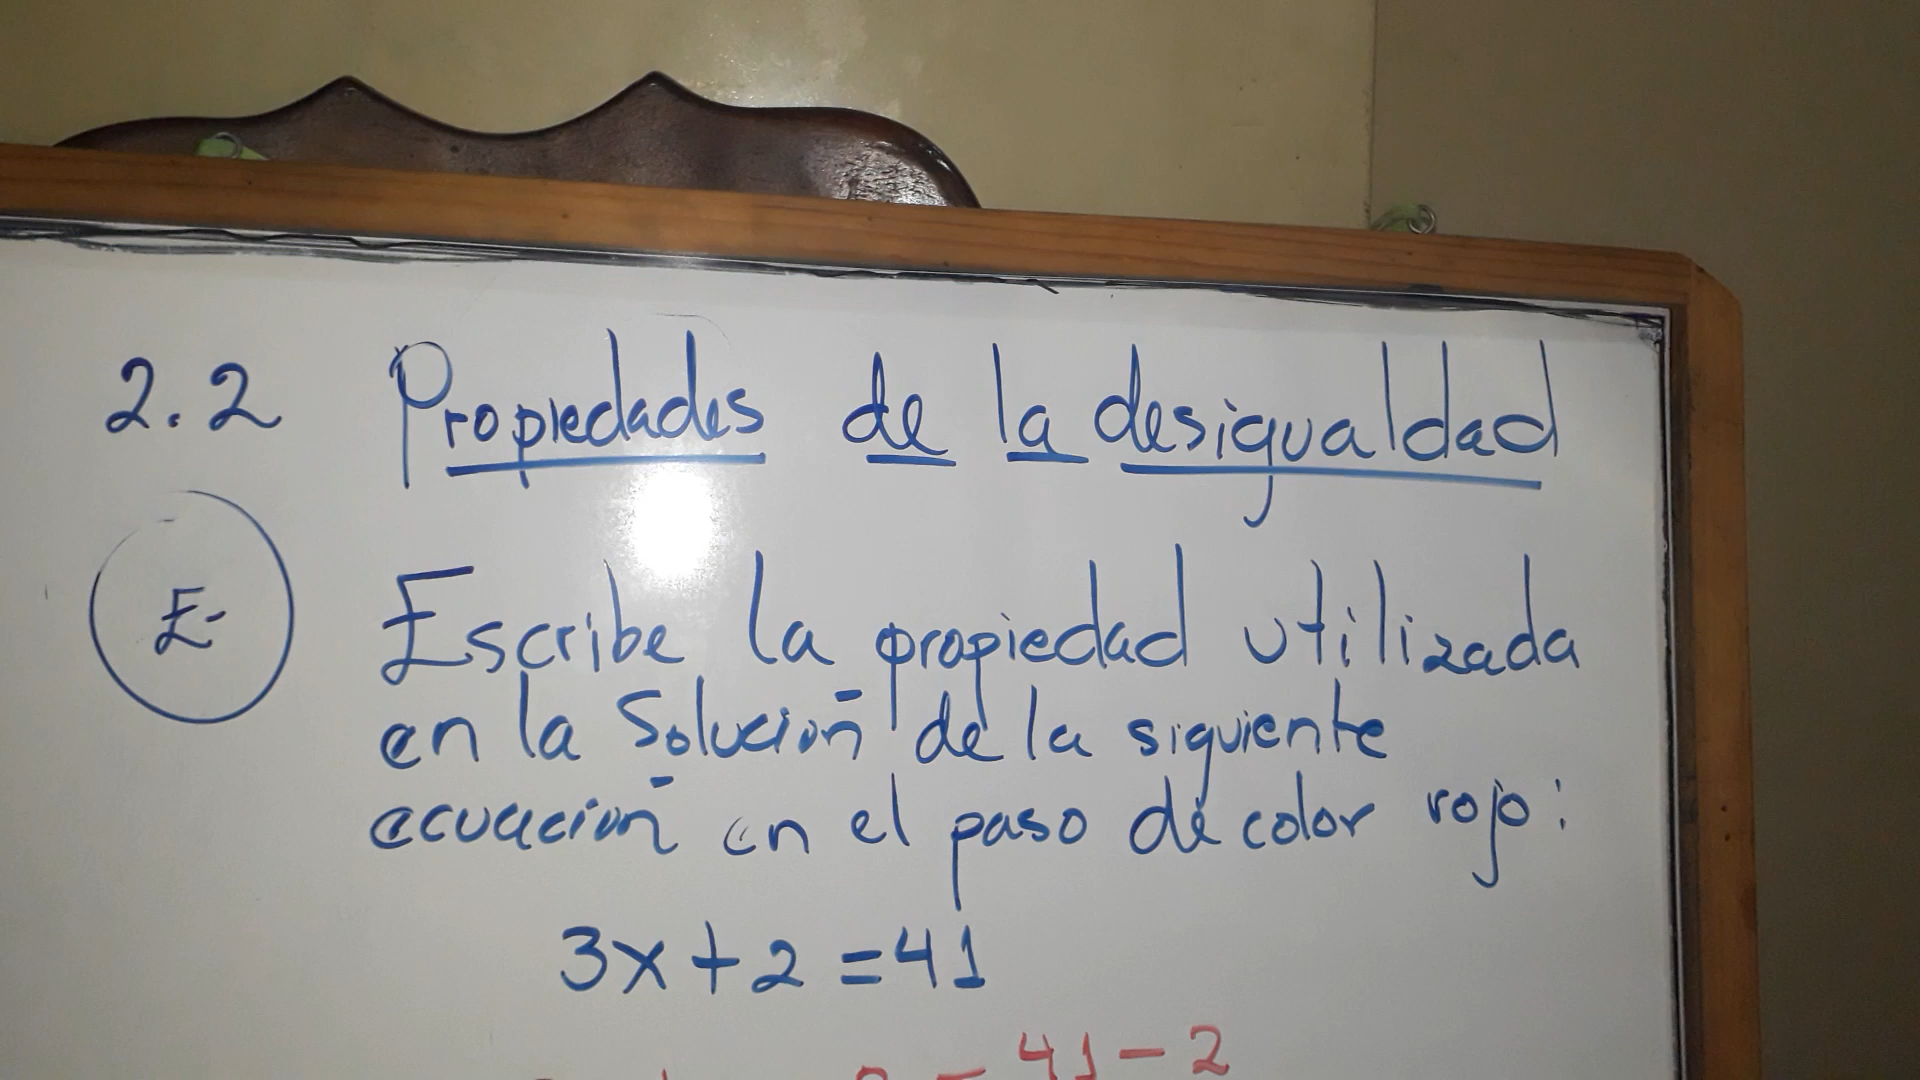 2.2 Propiedades de la desigualdad
E- Escribe la propiedad utilizada
en la solución de la siguiente
ecuación en el paso de color rojo:
3x + 2 = 41
41 - 2